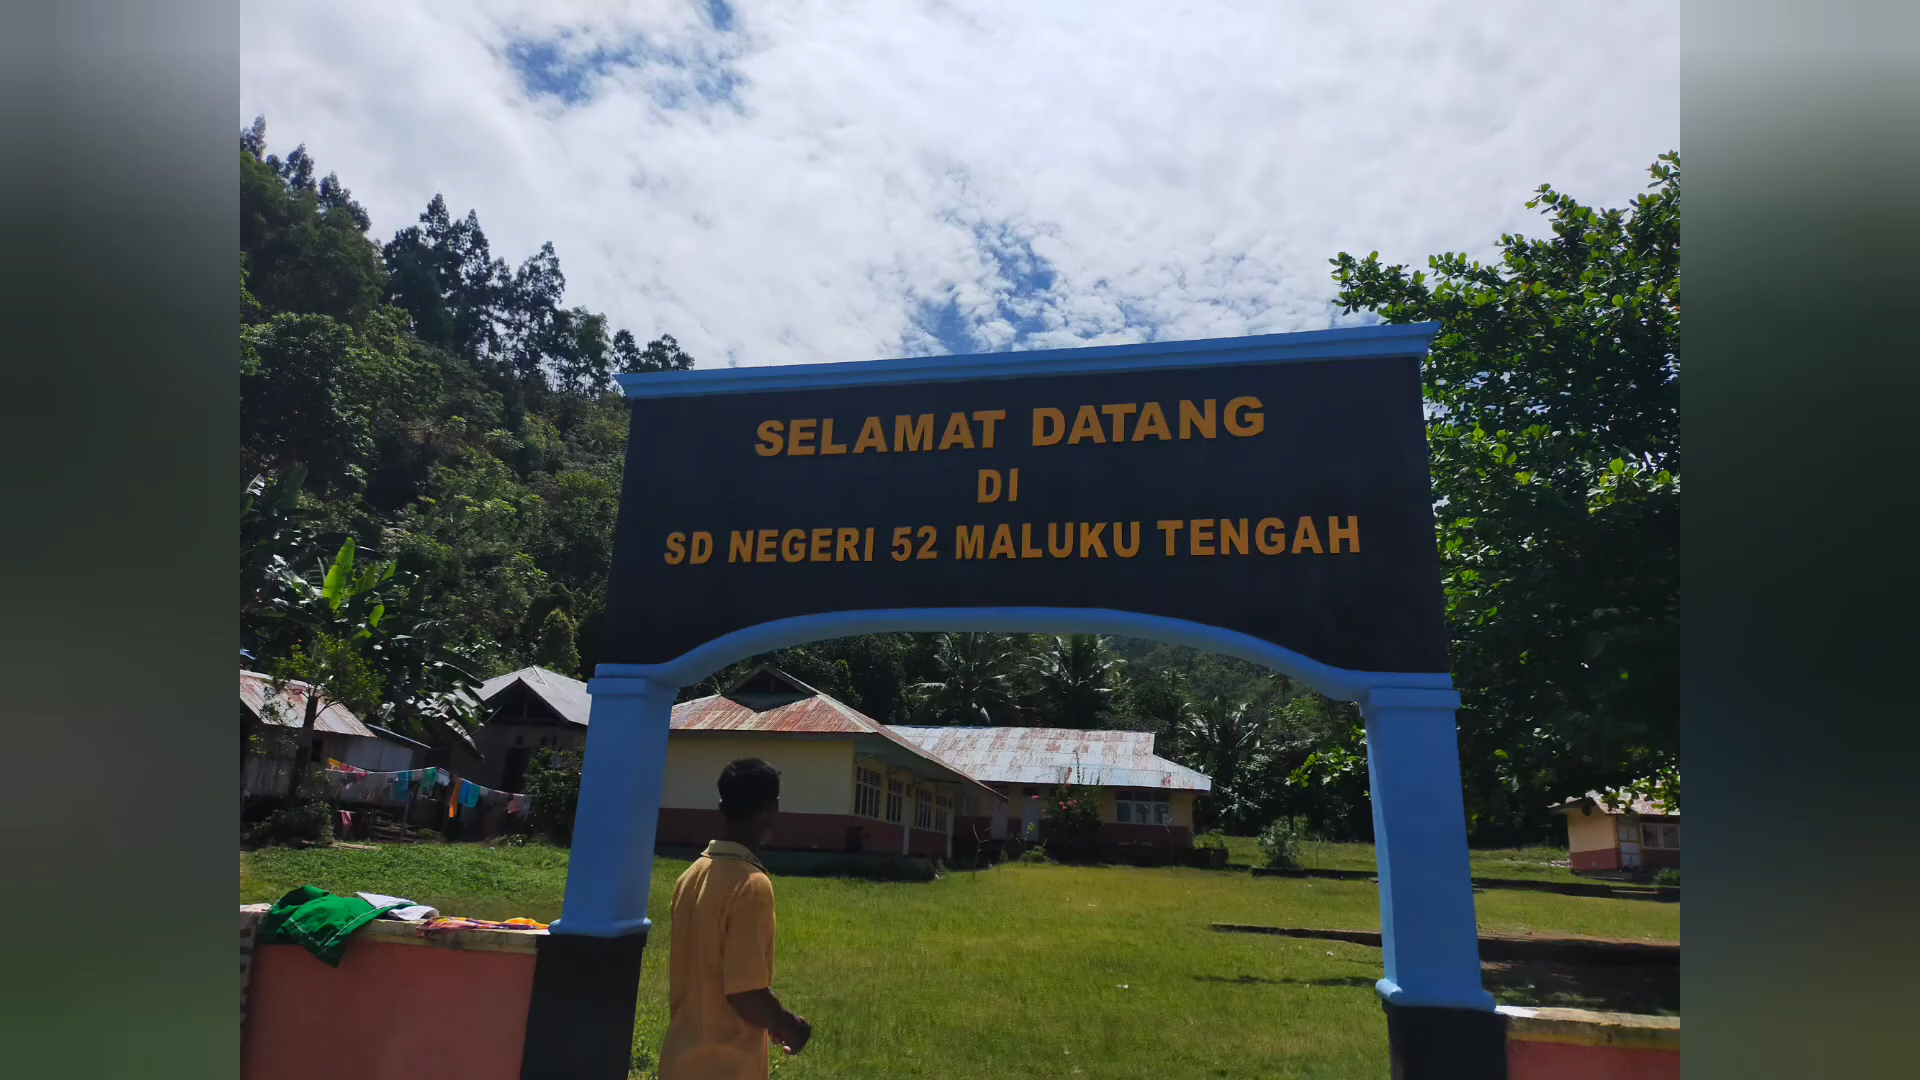 SELAMAT DATANG
DI
SD NEGERI 52 MALUKU TENGAH